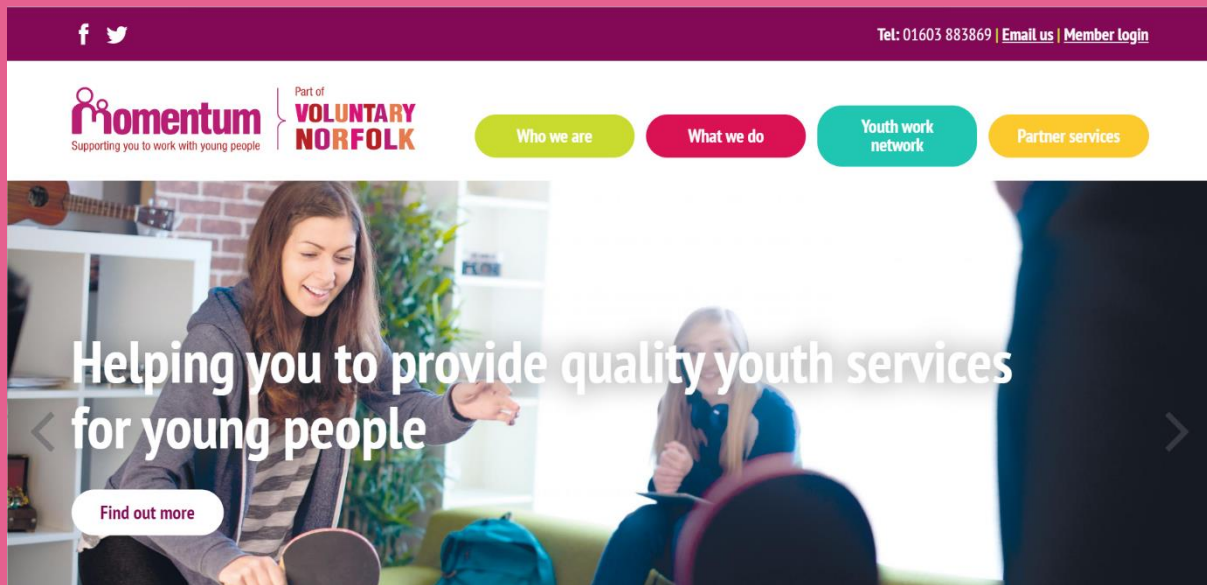 Tel: 01603 883869 | Email us | Member login
momentum
Supporting you to work with young people
Part of
VOLUNTARY
NORFOLK
Who we are
What we do
Youth work
network
Partner services
Helping you to provide quality youth services
for young people
Find out more